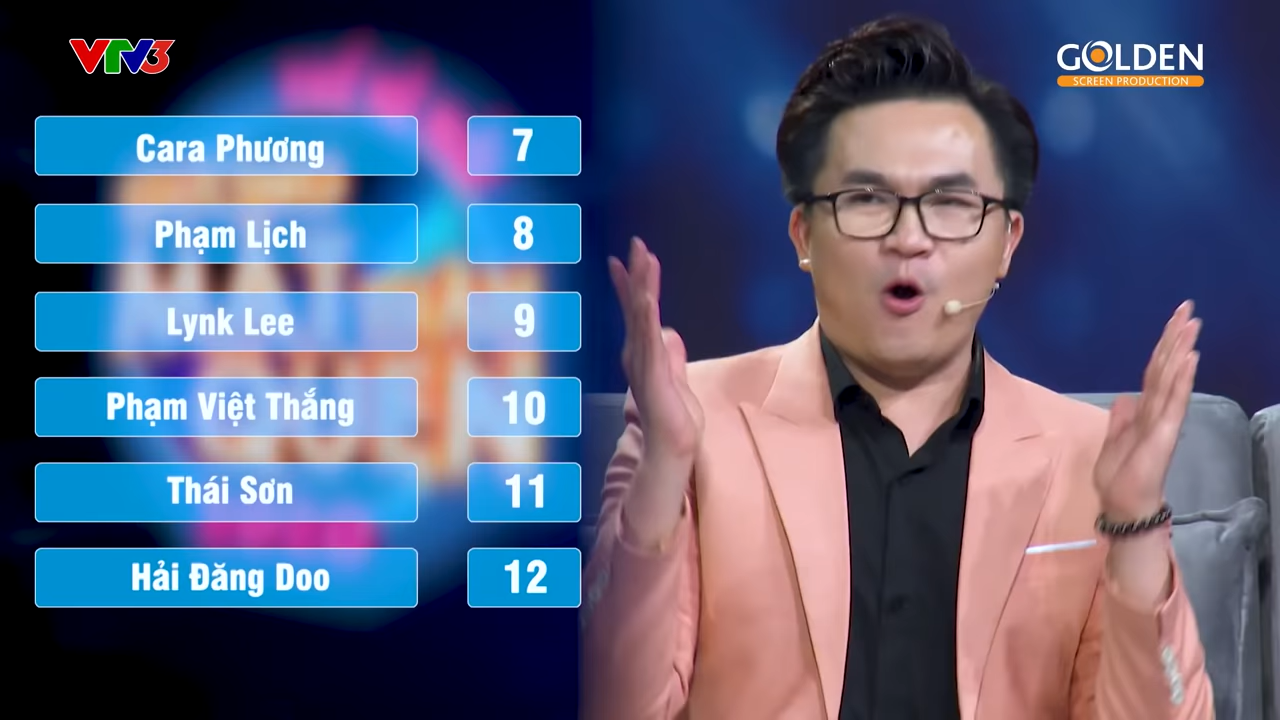 VTV3
GOLDEN
SCREEN PRODUCTION
Cara Phương 7
Phạm Lịch 8
Lynk Lee 9
Phạm Việt Thắng 10
Thái Sơn 11
Hải Đăng Doo 12